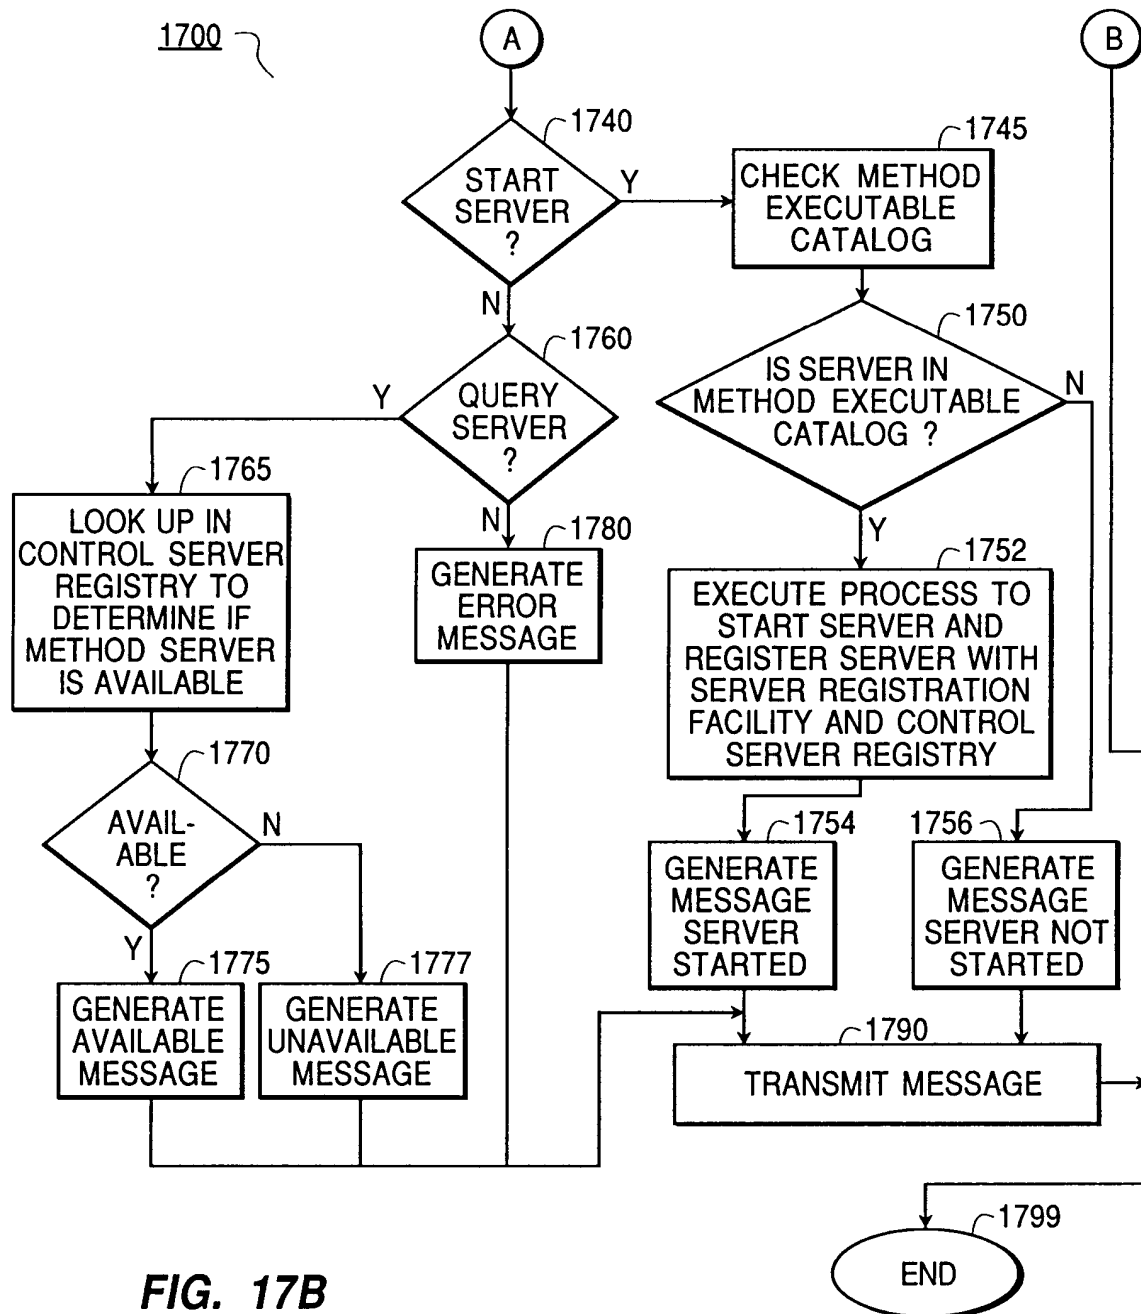 1700
A
B
1740
START
SERVER
?
Y
N
1745
CHECK METHOD
EXECUTABLE
CATALOG
1750
IS SERVER IN
METHOD EXECUTABLE
CATALOG ?
N
Y
1760
QUERY
SERVER
?
Y
N
1765
LOOK UP IN
CONTROL SERVER
REGISTRY TO
DETERMINE IF
METHOD SERVER
IS AVAILABLE
1780
GENERATE
ERROR
MESSAGE
1752
EXECUTE PROCESS TO
START SERVER AND
REGISTER SERVER WITH
SERVER REGISTRATION
FACILITY AND CONTROL
SERVER REGISTRY
1770
AVAIL-
ABLE
?
N
Y
1754
GENERATE
MESSAGE
SERVER
STARTED
1756
GENERATE
MESSAGE
SERVER NOT
STARTED
1775
GENERATE
AVAILABLE
MESSAGE
1777
GENERATE
UNAVAILABLE
MESSAGE
1790
TRANSMIT MESSAGE
1799
END
FIG. 17B